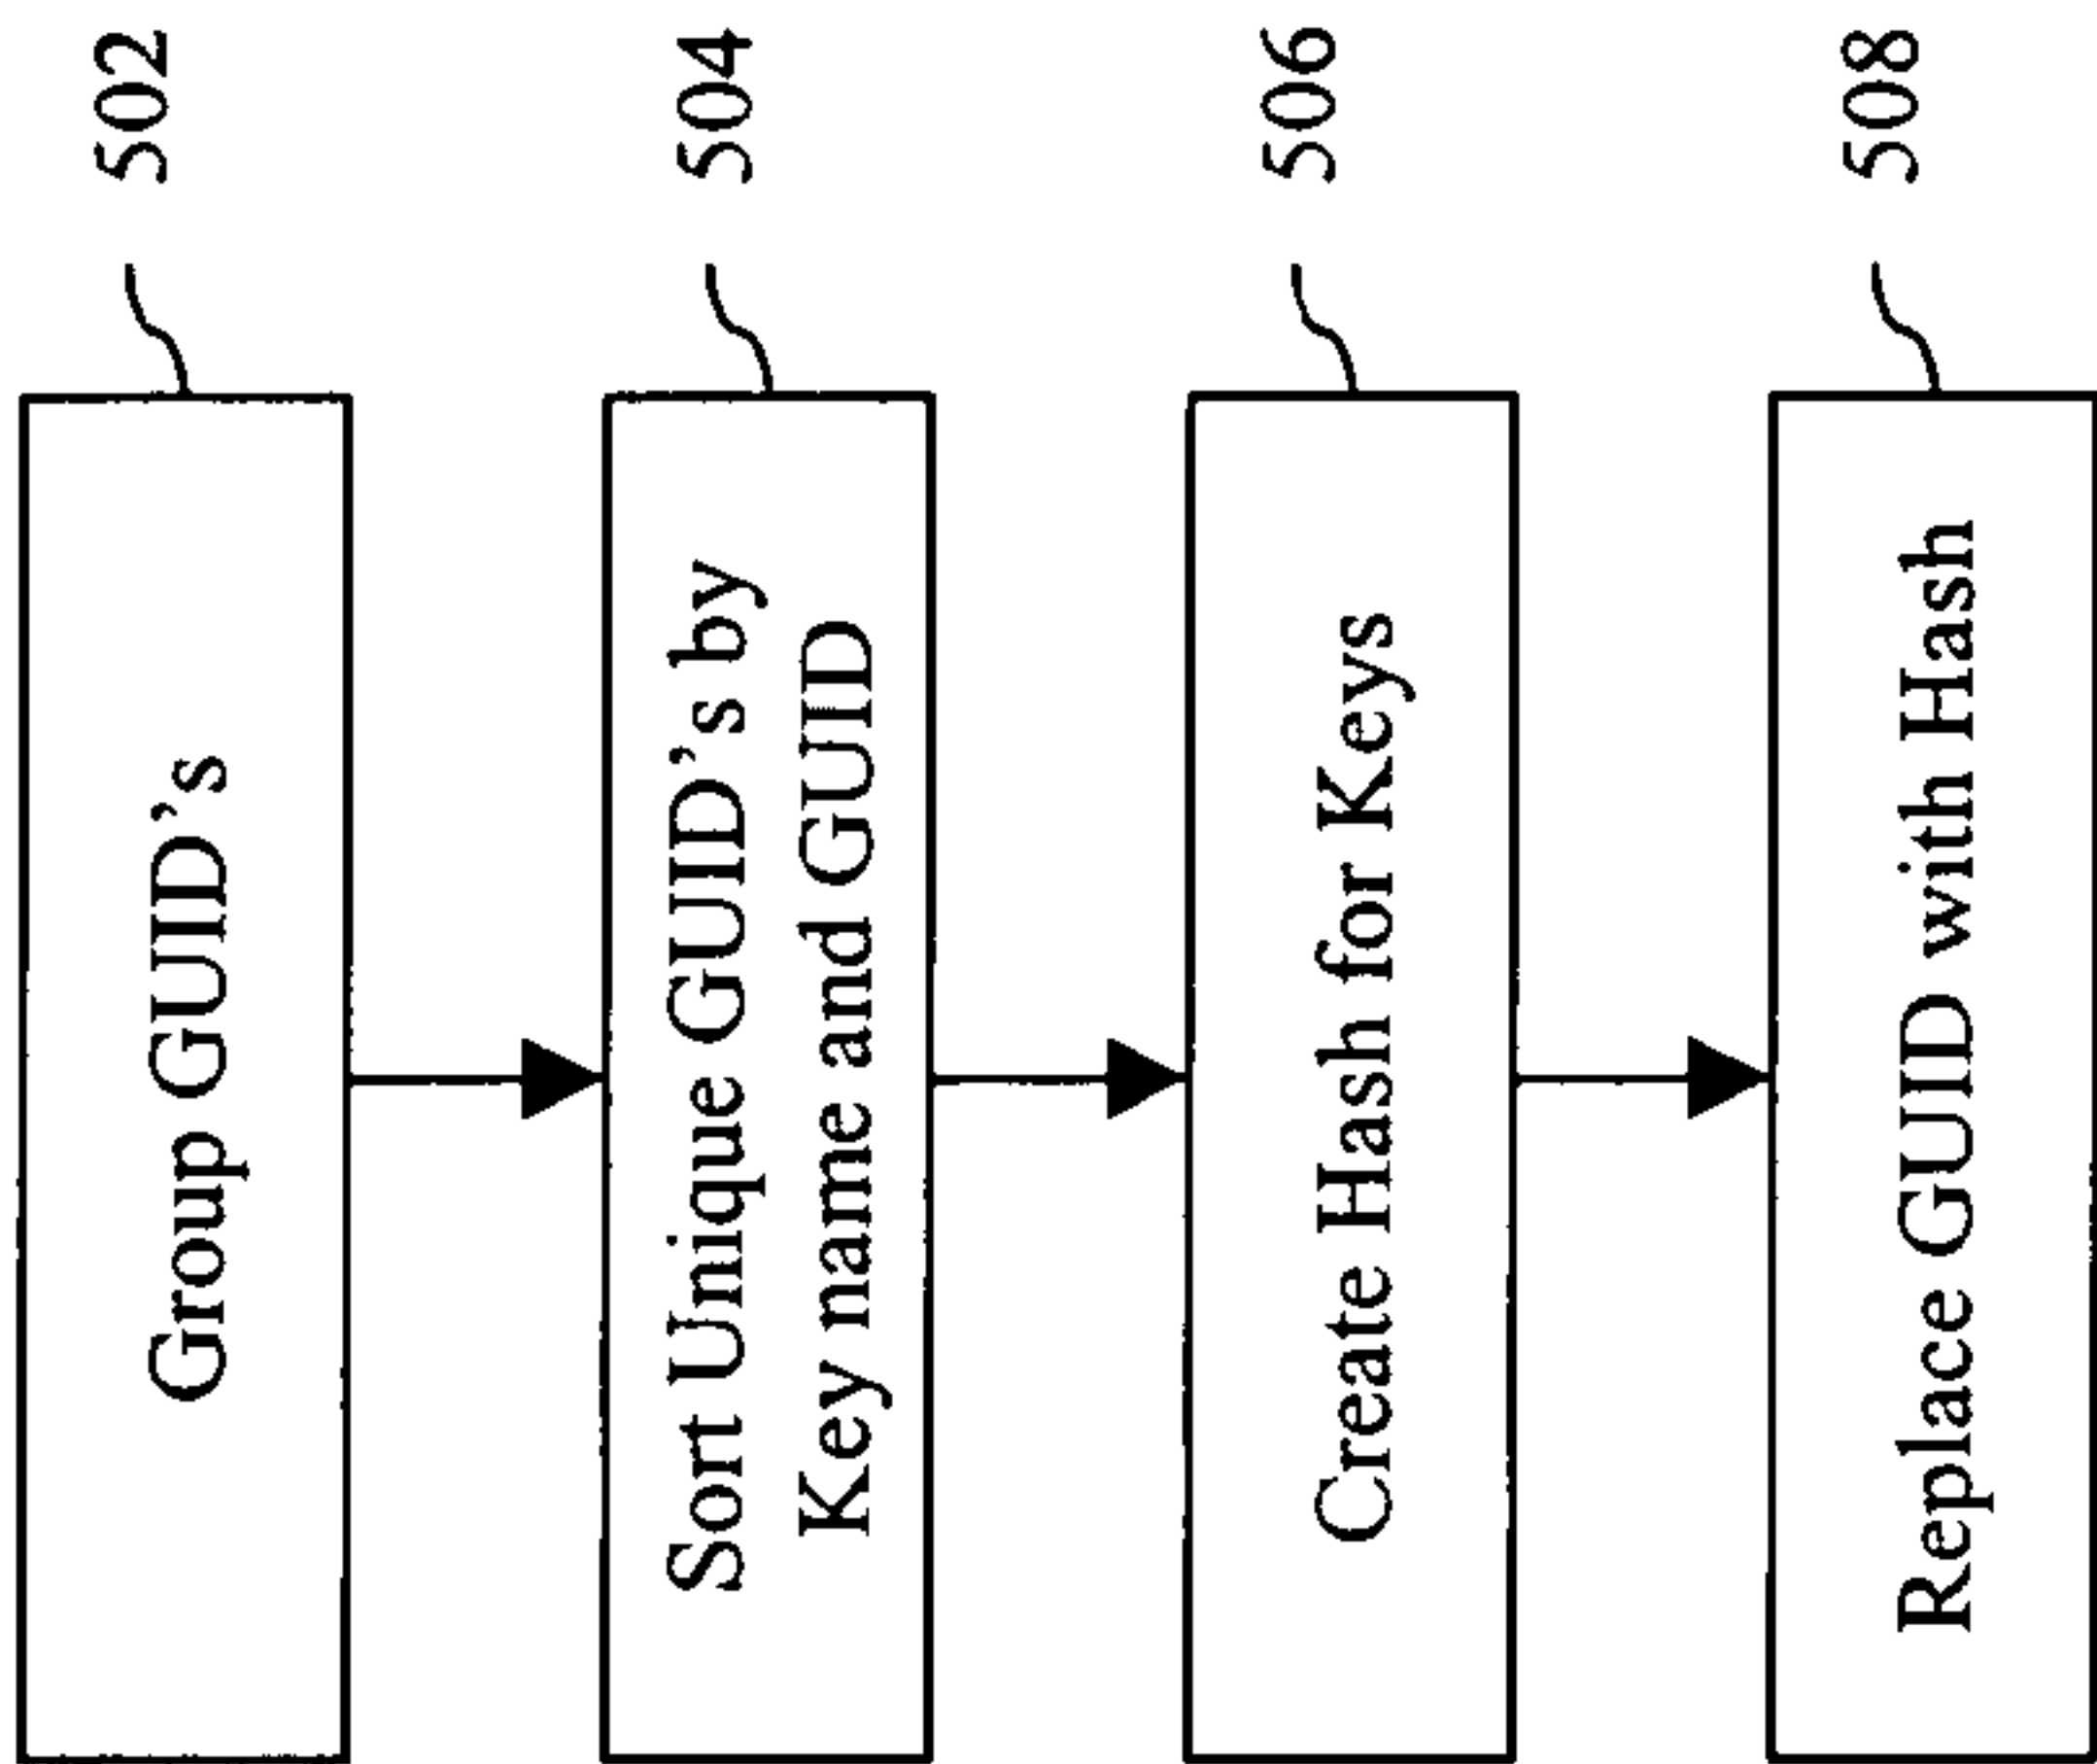 Group GUID's
502
Sort Unique GUID's by
Key name and GUID
504
Create Hash for Keys
506
Replace GUID with Hash
508